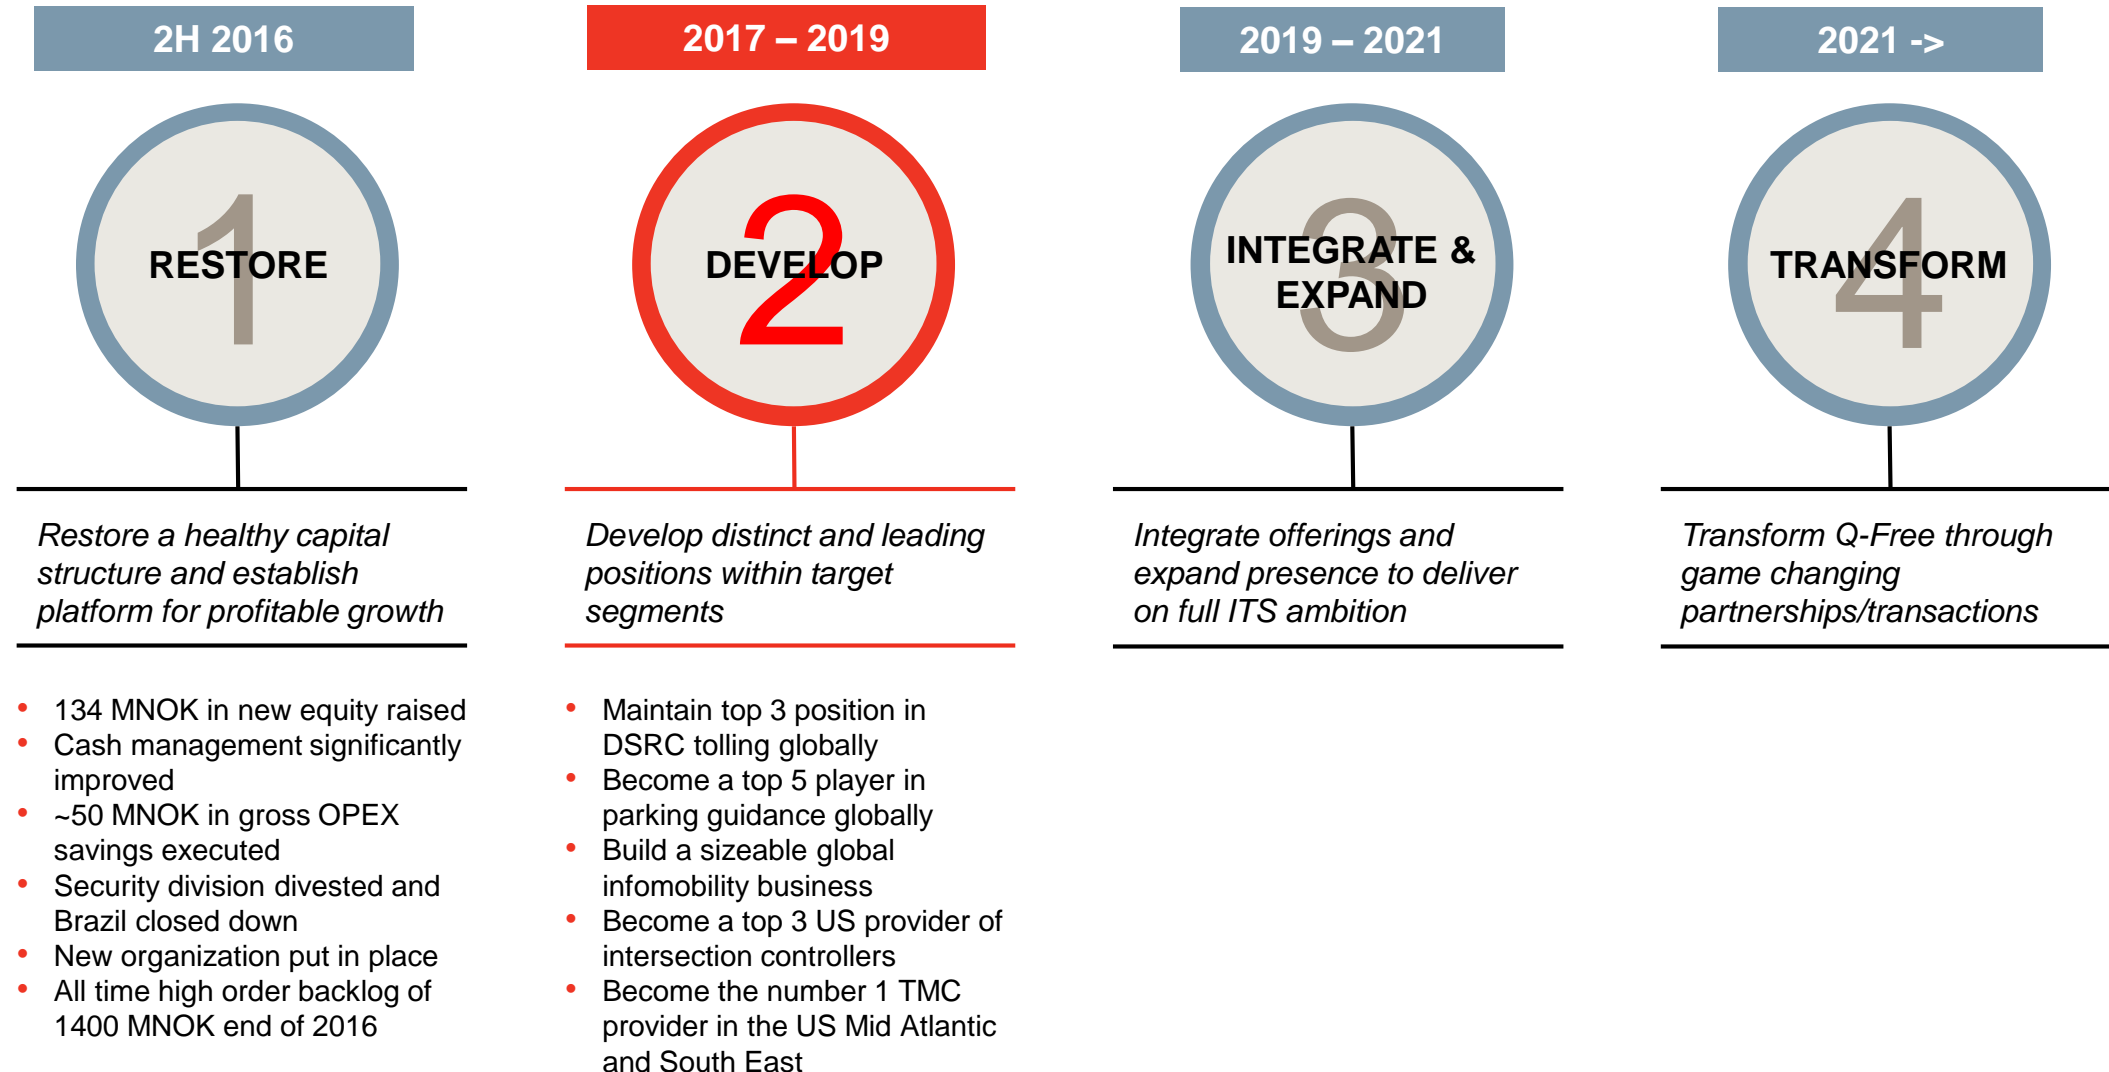 2H 2016
1
RESTORE
Restore a healthy capital
structure and establish
platform for profitable growth
• 134 MNOK in new equity raised
• Cash management significantly
improved
• ~50 MNOK in gross OPEX
savings executed
• Security division divested and
Brazil closed down
• New organization put in place
• All time high order backlog of
1400 MNOK end of 2016
2017 – 2019
2
DEVELOP
Develop distinct and leading
positions within target
segments
• Maintain top 3 position in
DSRC tolling globally
• Become a top 5 player in
parking guidance globally
• Build a sizeable global
infomobility business
• Become a top 3 US provider of
intersection controllers
• Become the number 1 TMC
provider in the US Mid Atlantic
and South East
2019 – 2021
3
INTEGRATE &
EXPAND
Integrate offerings and
expand presence to deliver
on full ITS ambition
2021 ->
4
TRANSFORM
Transform Q-Free through
game changing
partnerships/transactions